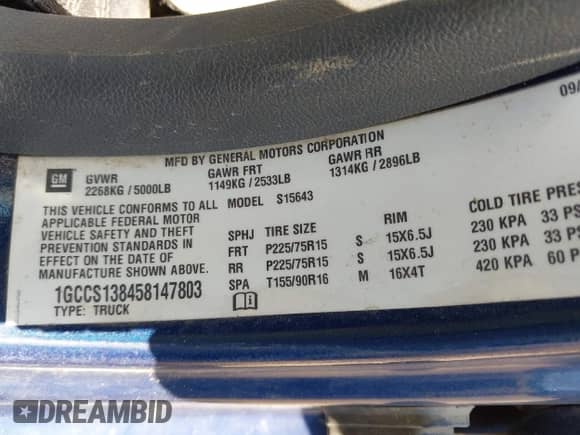 09/
MFD BY GENERAL MOTORS CORPORATION
GM
GVWR GAWR FRT GAWR RR
2268KG / 5000LB 1149KG / 2533LB 1314KG / 2896LB
THIS VEHICLE CONFORMS TO ALL MODEL S15643
APPLICABLE FEDERAL MOTOR
VEHICLE SAFETY AND THEFT
PREVENTION STANDARDS IN
EFFECT ON THE DATE OF
MANUFACTURE SHOWN ABOVE.
COLD TIRE PRES
SPHJ TIRE SIZE RIM
FRT P225/75R15 S 15X6.5J 230 KPA 33 PS
RR P225/75R15 S 15X6.5J 230 KPA 33 PS
SPA T155/90R16 M 16X4T 420 KPA 60 P
1GCCS138458147803
TYPE: TRUCK
DREAMBID